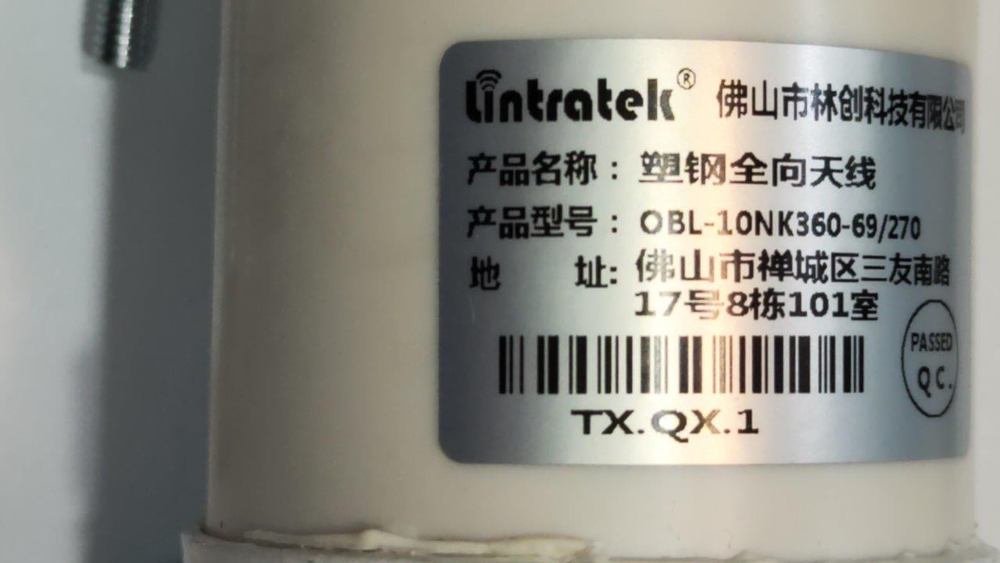 Lintratek® 佛山市林创科技有限公司
产品名称：塑钢全向天线
产品型号：OBL-10NK360-69/270
地 址：佛山市禅城区三友南路
17号8栋101室
PASSED
QC.
TX.QX.1